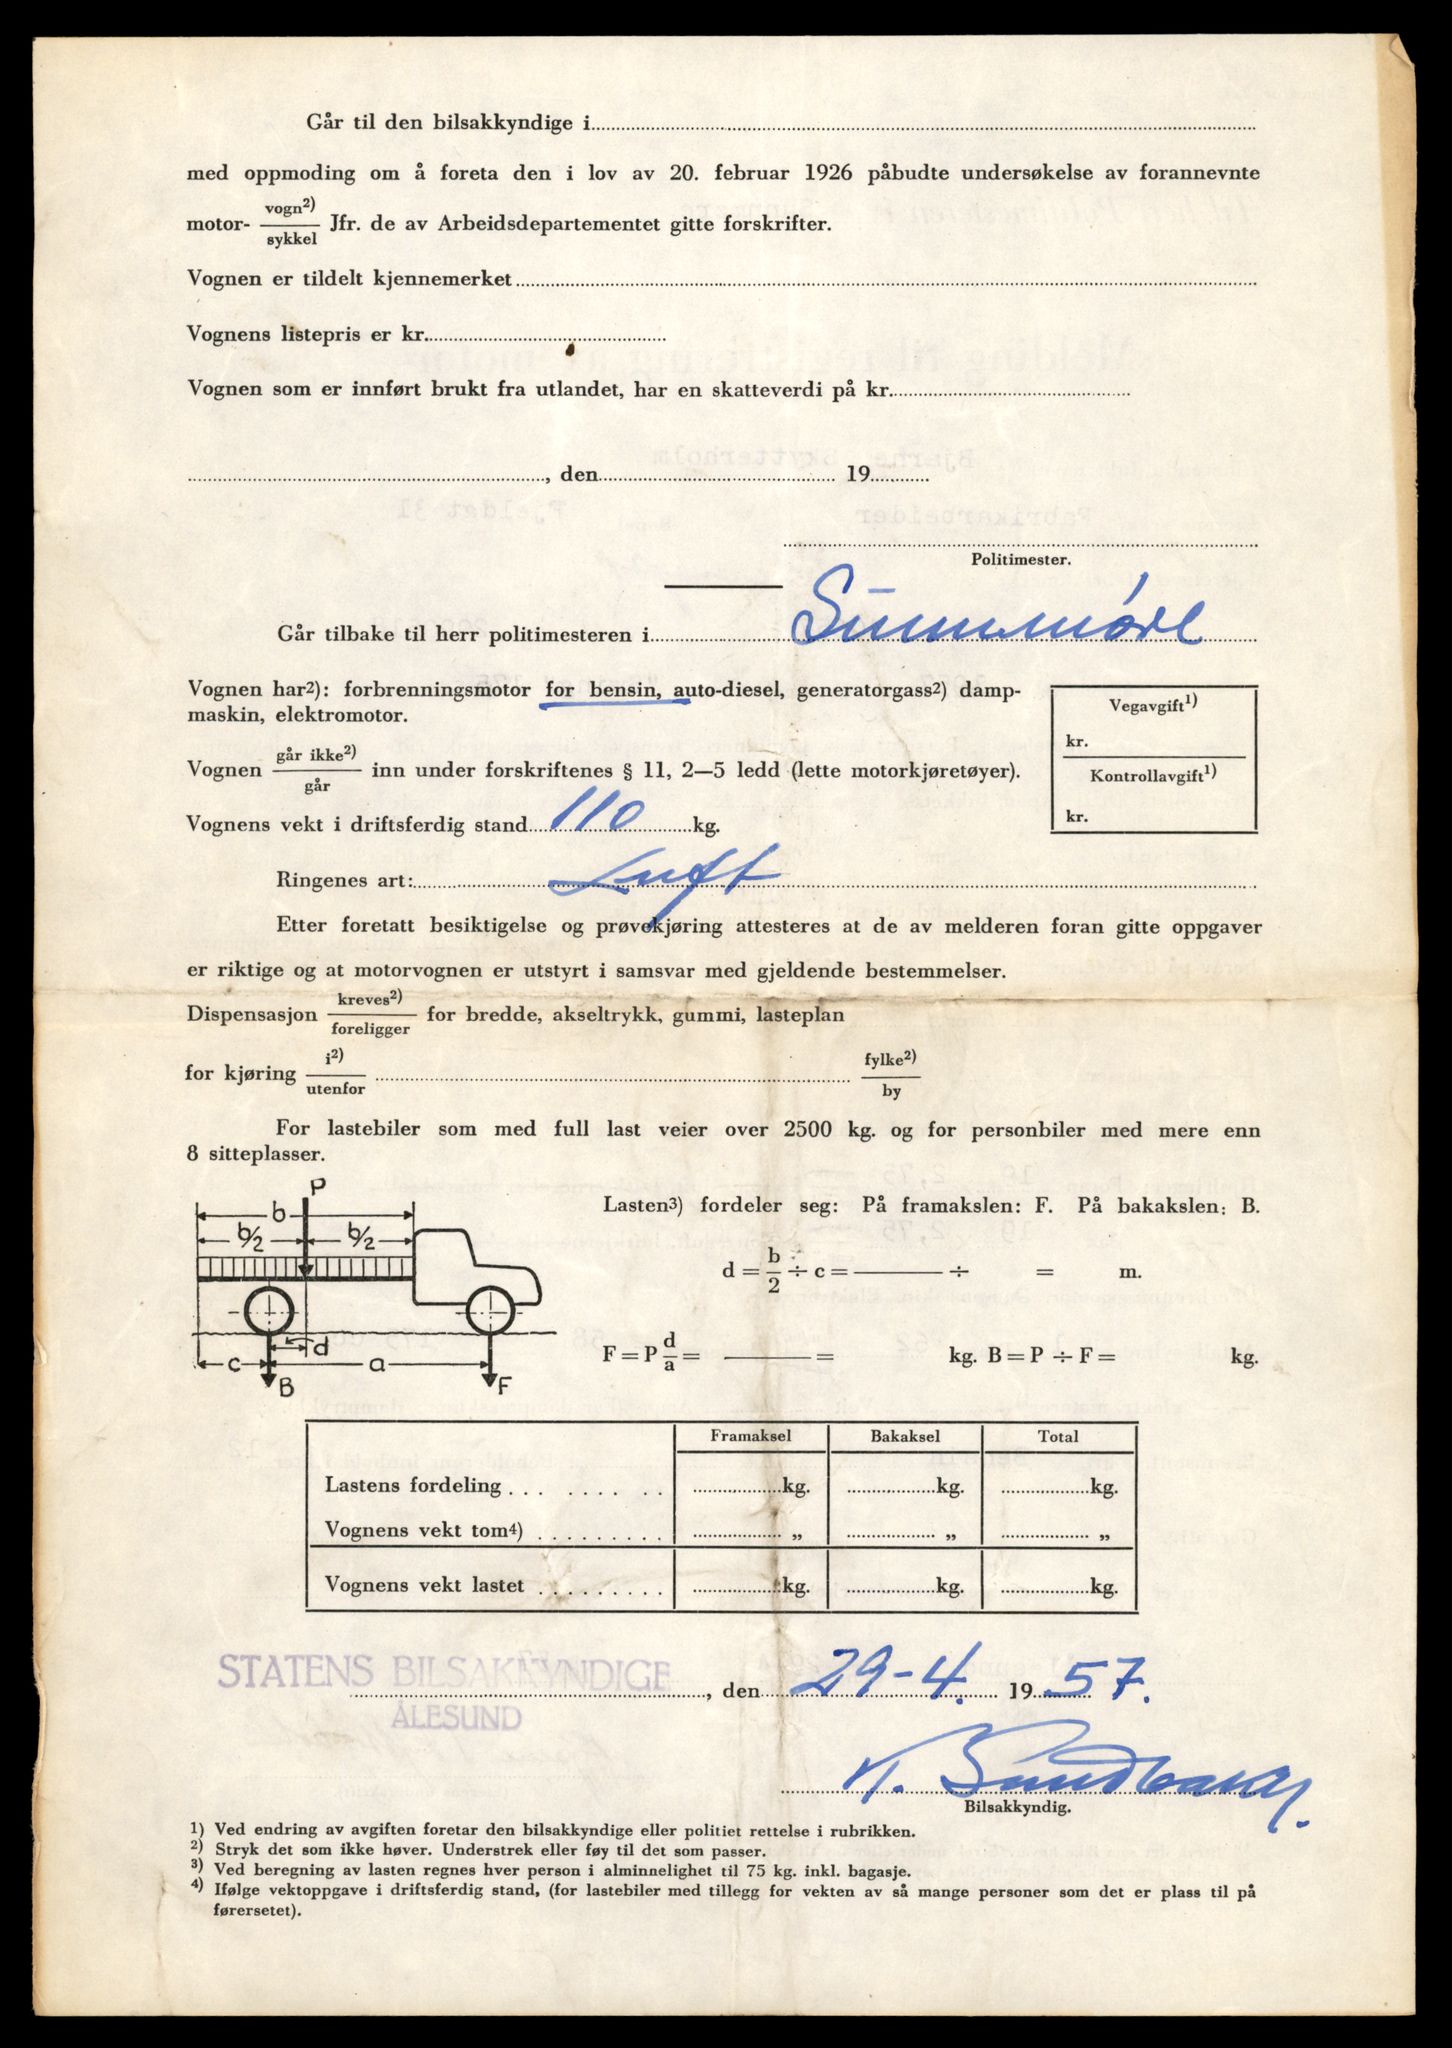 Går til den bilsakkyndige i
med oppmoding om å foreta den i lov av 20. februar 1926 påbudte undersøkelse av forannevnte
motor- vogn2)/sykkel Jfr. de av Arbeidsdepartementet gitte forskrifter.
Vognen er tildelt kjennemerket
Vognens listepris er kr.
Vognen som er innført brukt fra utlandet, har en skatteverdi på kr.
, den 19
Politimester.
Går tilbake til herr politimesteren i Sunnmøre
Vognen har2): forbrenningsmotor for bensin, auto-diesel, generatorgass2) damp-
maskin, elektromotor.
Vegavgift1)
kr.
Kontrollavgift1)
kr.
Vognen går ikke2)/går inn under forskriftenes § 11, 2—5 ledd (lette motorkjøretøyer).
Vognens vekt i driftsferdig stand 110 kg.
Ringenes art: Luft
Etter foretatt besiktigelse og prøvekjøring attesteres at de av melderen foran gitte oppgaver
er riktige og at motorvognen er utstyrt i samsvar med gjeldende bestemmelser.
Dispensasjon kreves2)/foreligger for bredde, akseltrykk, gummi, lasteplan
for kjøring i2)/utenfor fylke2)/by
For lastebiler som med full last veier over 2500 kg. og for personbiler med mere enn
8 sitteplasser.
P
b
b/2 b/2
d
c a
B F
Lasten3) fordeler seg: På framakslen: F. På bakakslen: B.
d = b/2 ÷ c = ——— ÷ = m.
F = P d/a = ——— = kg. B = P ÷ F = kg.
Framaksel Bakaksel Total
Lastens fordeling . . . . . . . . kg. kg. kg.
Vognens vekt tom4) . . . . . . . . . „ „ „
Vognens vekt lastet . . . . . . . . . kg. kg. kg.
STATENS BILSAKKYNDIGE
, den 29-4. 1957.
ÅLESUND
Bilsakkyndig.
1) Ved endring av avgiften foretar den bilsakkyndige eller politiet rettelse i rubrikken.
2) Stryk det som ikke høver. Understrek eller føy til det som passer.
3) Ved beregning av lasten regnes hver person i alminnelighet til 75 kg. inkl. bagasje.
4) Ifølge vektoppgave i driftsferdig stand, (for lastebiler med tillegg for vekten av så mange personer som det er plass til på
førersetet).